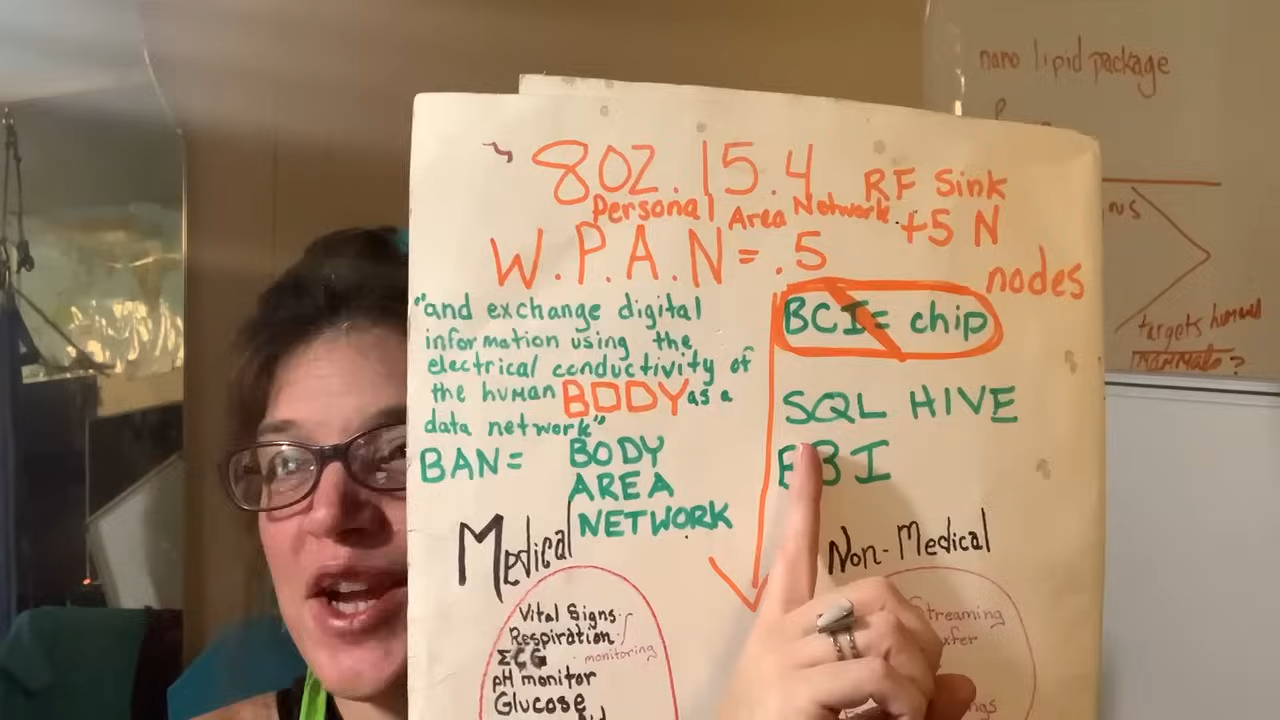 nano lipid package
802.15.4
RF Sink
Personal Area Network
+5 N
W.P.A.N = .5
nodes
"and exchange digital
information using the
electrical conductivity of
the human BODY as a
data network"
BAN = BODY
AREA
NETWORK
BCI = chip
SQL HIVE
BI
targets human
mammals?
Medical
Non-Medical
Vital Signs
Respiration
ECG
monitoring
pH monitor
Glucose
Streaming